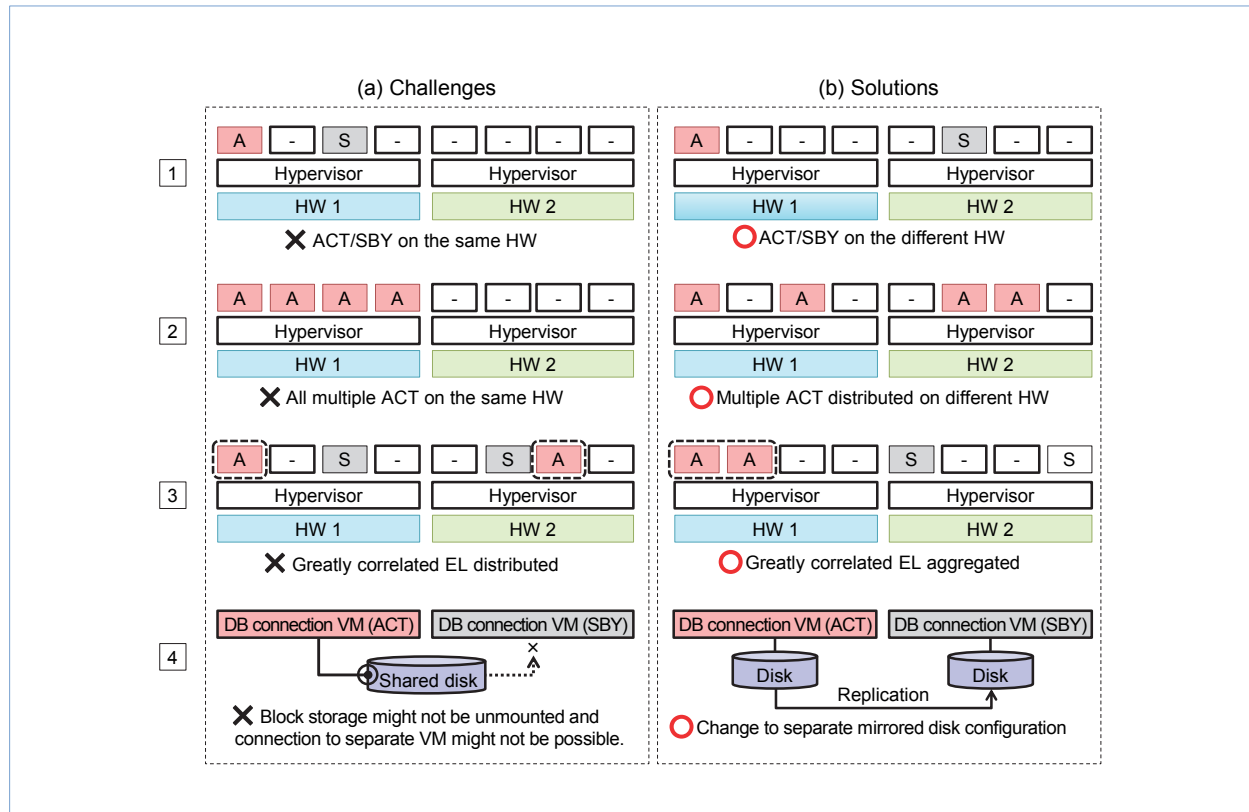 (a) Challenges
(b) Solutions
1
A - S - - - - -
Hypervisor Hypervisor
HW 1 HW 2
✕ ACT/SBY on the same HW
A - - - - S - -
Hypervisor Hypervisor
HW 1 HW 2
○ ACT/SBY on the different HW
2
A A A A - - - -
Hypervisor Hypervisor
HW 1 HW 2
✕ All multiple ACT on the same HW
A - A - - A A -
Hypervisor Hypervisor
HW 1 HW 2
○ Multiple ACT distributed on different HW
3
A - S - - S A -
Hypervisor Hypervisor
HW 1 HW 2
✕ Greatly correlated EL distributed
A A - - S - - S
Hypervisor Hypervisor
HW 1 HW 2
○ Greatly correlated EL aggregated
4
DB connection VM (ACT) DB connection VM (SBY)
×
Shared disk
✕ Block storage might not be unmounted and
connection to separate VM might not be possible.
DB connection VM (ACT) DB connection VM (SBY)
Disk Disk
Replication
○ Change to separate mirrored disk configuration